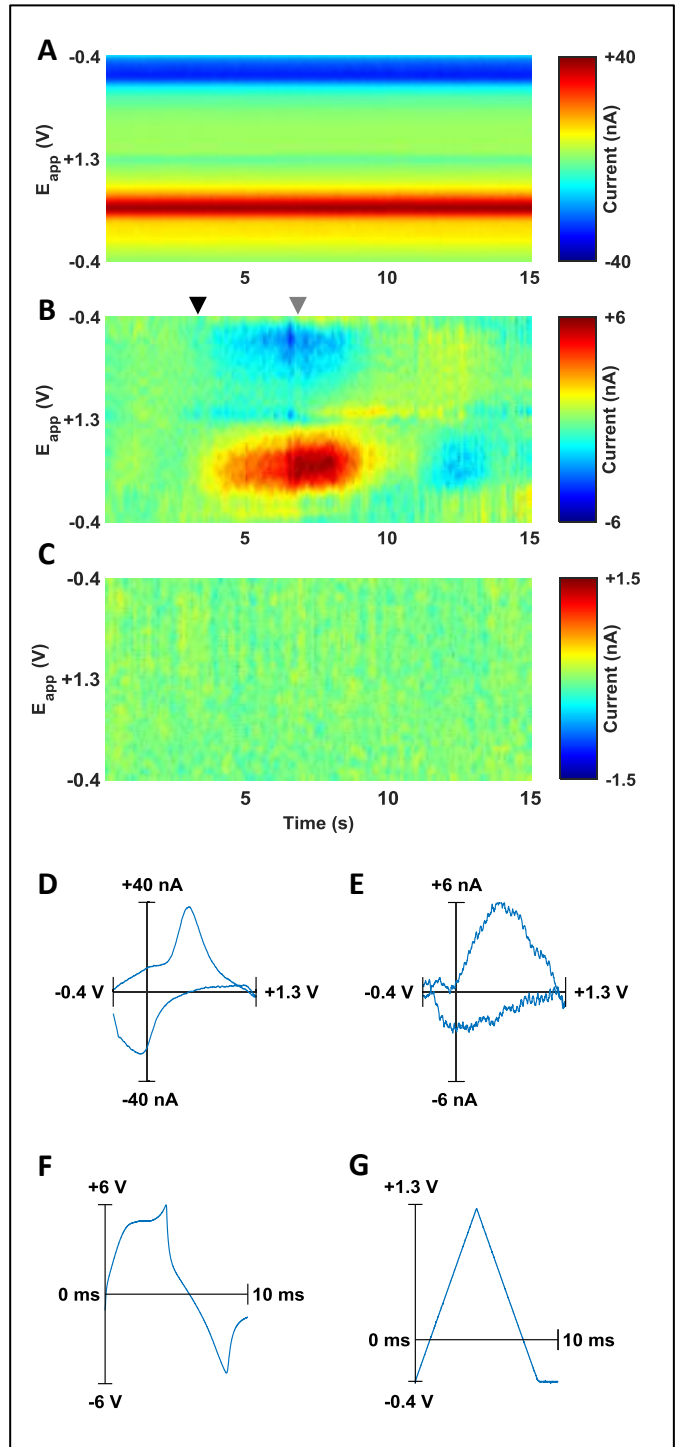 A
-0.4
+1.3
-0.4
E_app (V)
5
10
15
+40
-40
Current (nA)
B
-0.4
+1.3
-0.4
E_app (V)
5
10
15
+6
-6
Current (nA)
C
-0.4
+1.3
-0.4
E_app (V)
5
10
15
Time (s)
+1.5
-1.5
Current (nA)
D
+40 nA
-0.4 V
+1.3 V
-40 nA
E
+6 nA
-0.4 V
+1.3 V
-6 nA
F
+6 V
0 ms
10 ms
-6 V
G
+1.3 V
0 ms
10 ms
-0.4 V